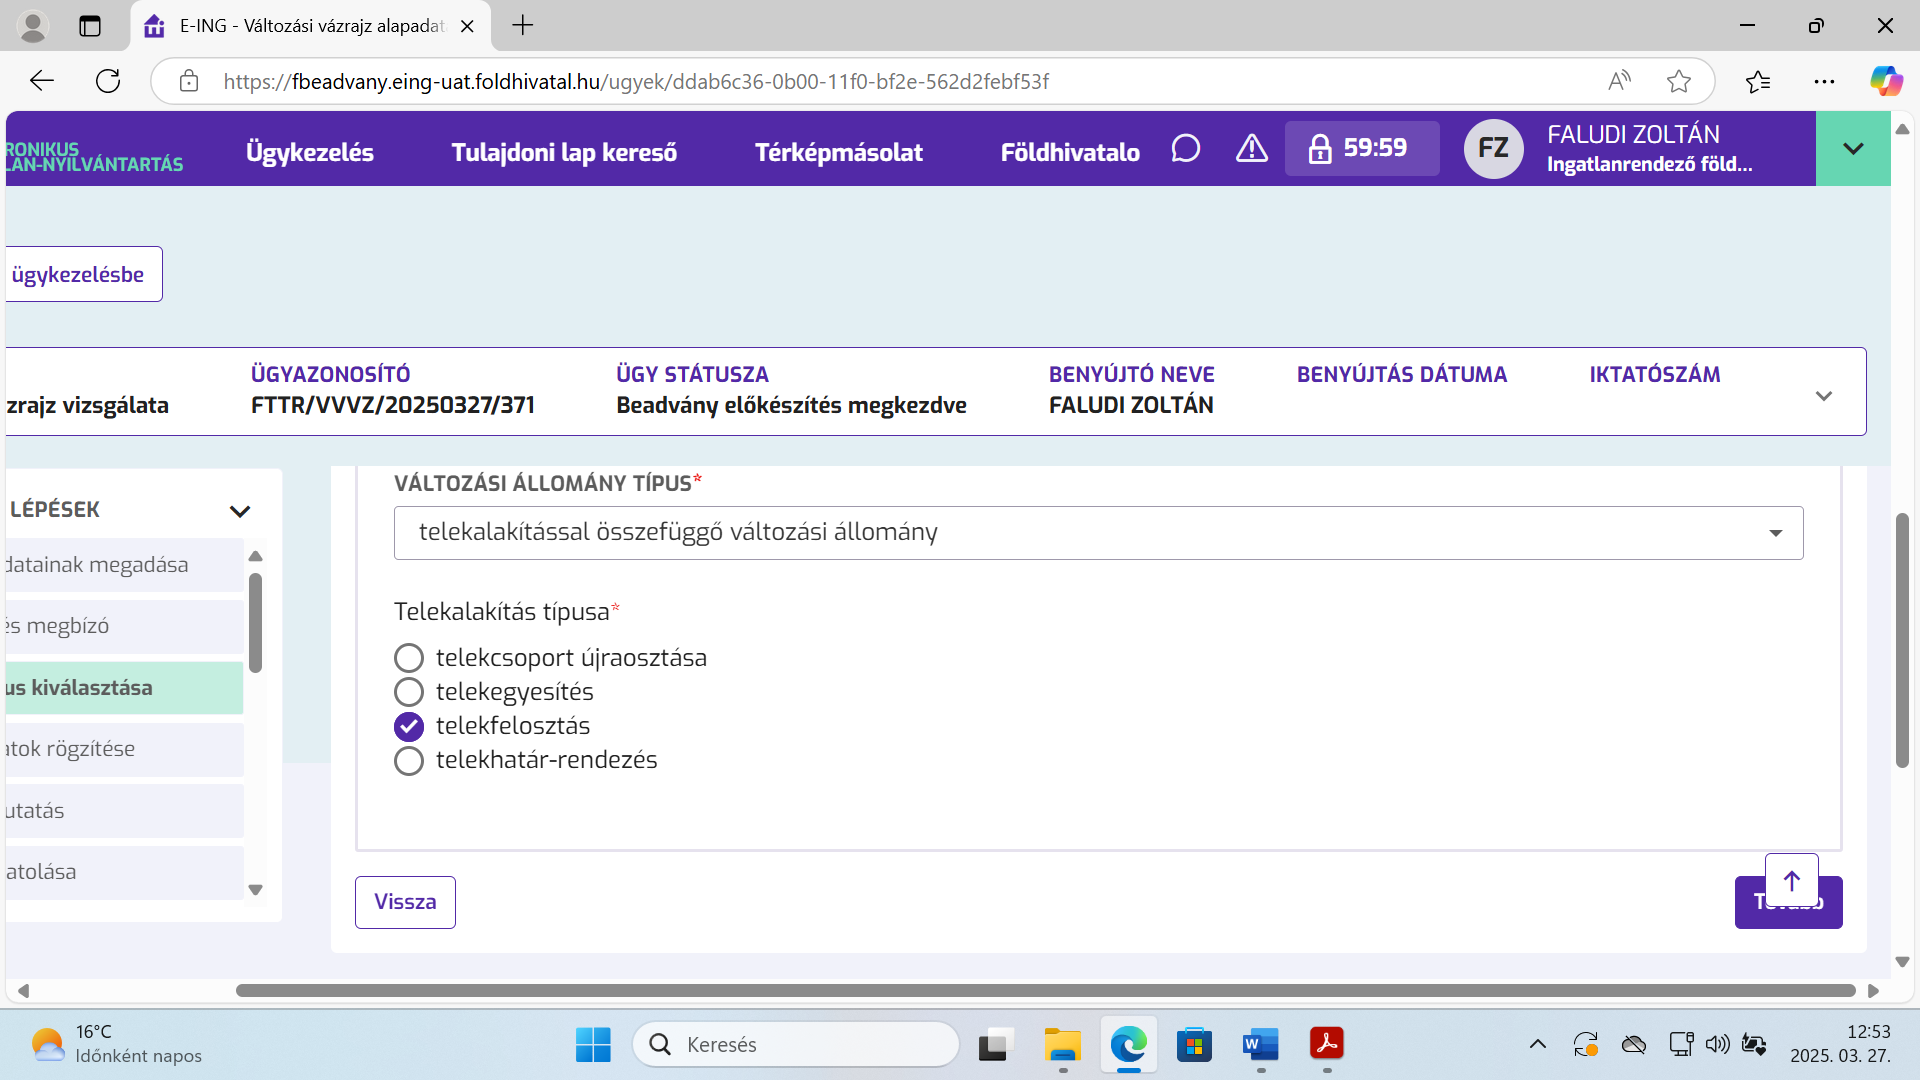 E-ING - Változási vázrajz alapadat
https://fbeadvany.eing-uat.foldhivatal.hu/ugyek/ddab6c36-0b00-11f0-bf2e-562d2febf53f
RONIKUS
LAN-NYILVÁNTARTÁS
Ügykezelés
Tulajdoni lap kereső
Térképmásolat
Földhivatalo
59:59
FZ
FALUDI ZOLTÁN
Ingatlanrendező föld...
ügykezelésbe
zrajz vizsgálata
ÜGYAZONOSÍTÓ
FTTR/VVVZ/20250327/371
ÜGY STÁTUSZA
Beadvány előkészítés megkezdve
BENYÚJTÓ NEVE
FALUDI ZOLTÁN
BENYÚJTÁS DÁTUMA
IKTATÓSZÁM
LÉPÉSEK
datainak megadása
és megbízó
us kiválasztása
atok rögzítése
utatás
atolása
VÁLTOZÁSI ÁLLOMÁNY TÍPUS*
telekalakítással összefüggő változási állomány
Telekalakítás típusa*
telekcsoport újraosztása
telekegyesítés
telekfelosztás
telekhatár-rendezés
Vissza
16°C
Időnként napos
Keresés
12:53
2025. 03. 27.